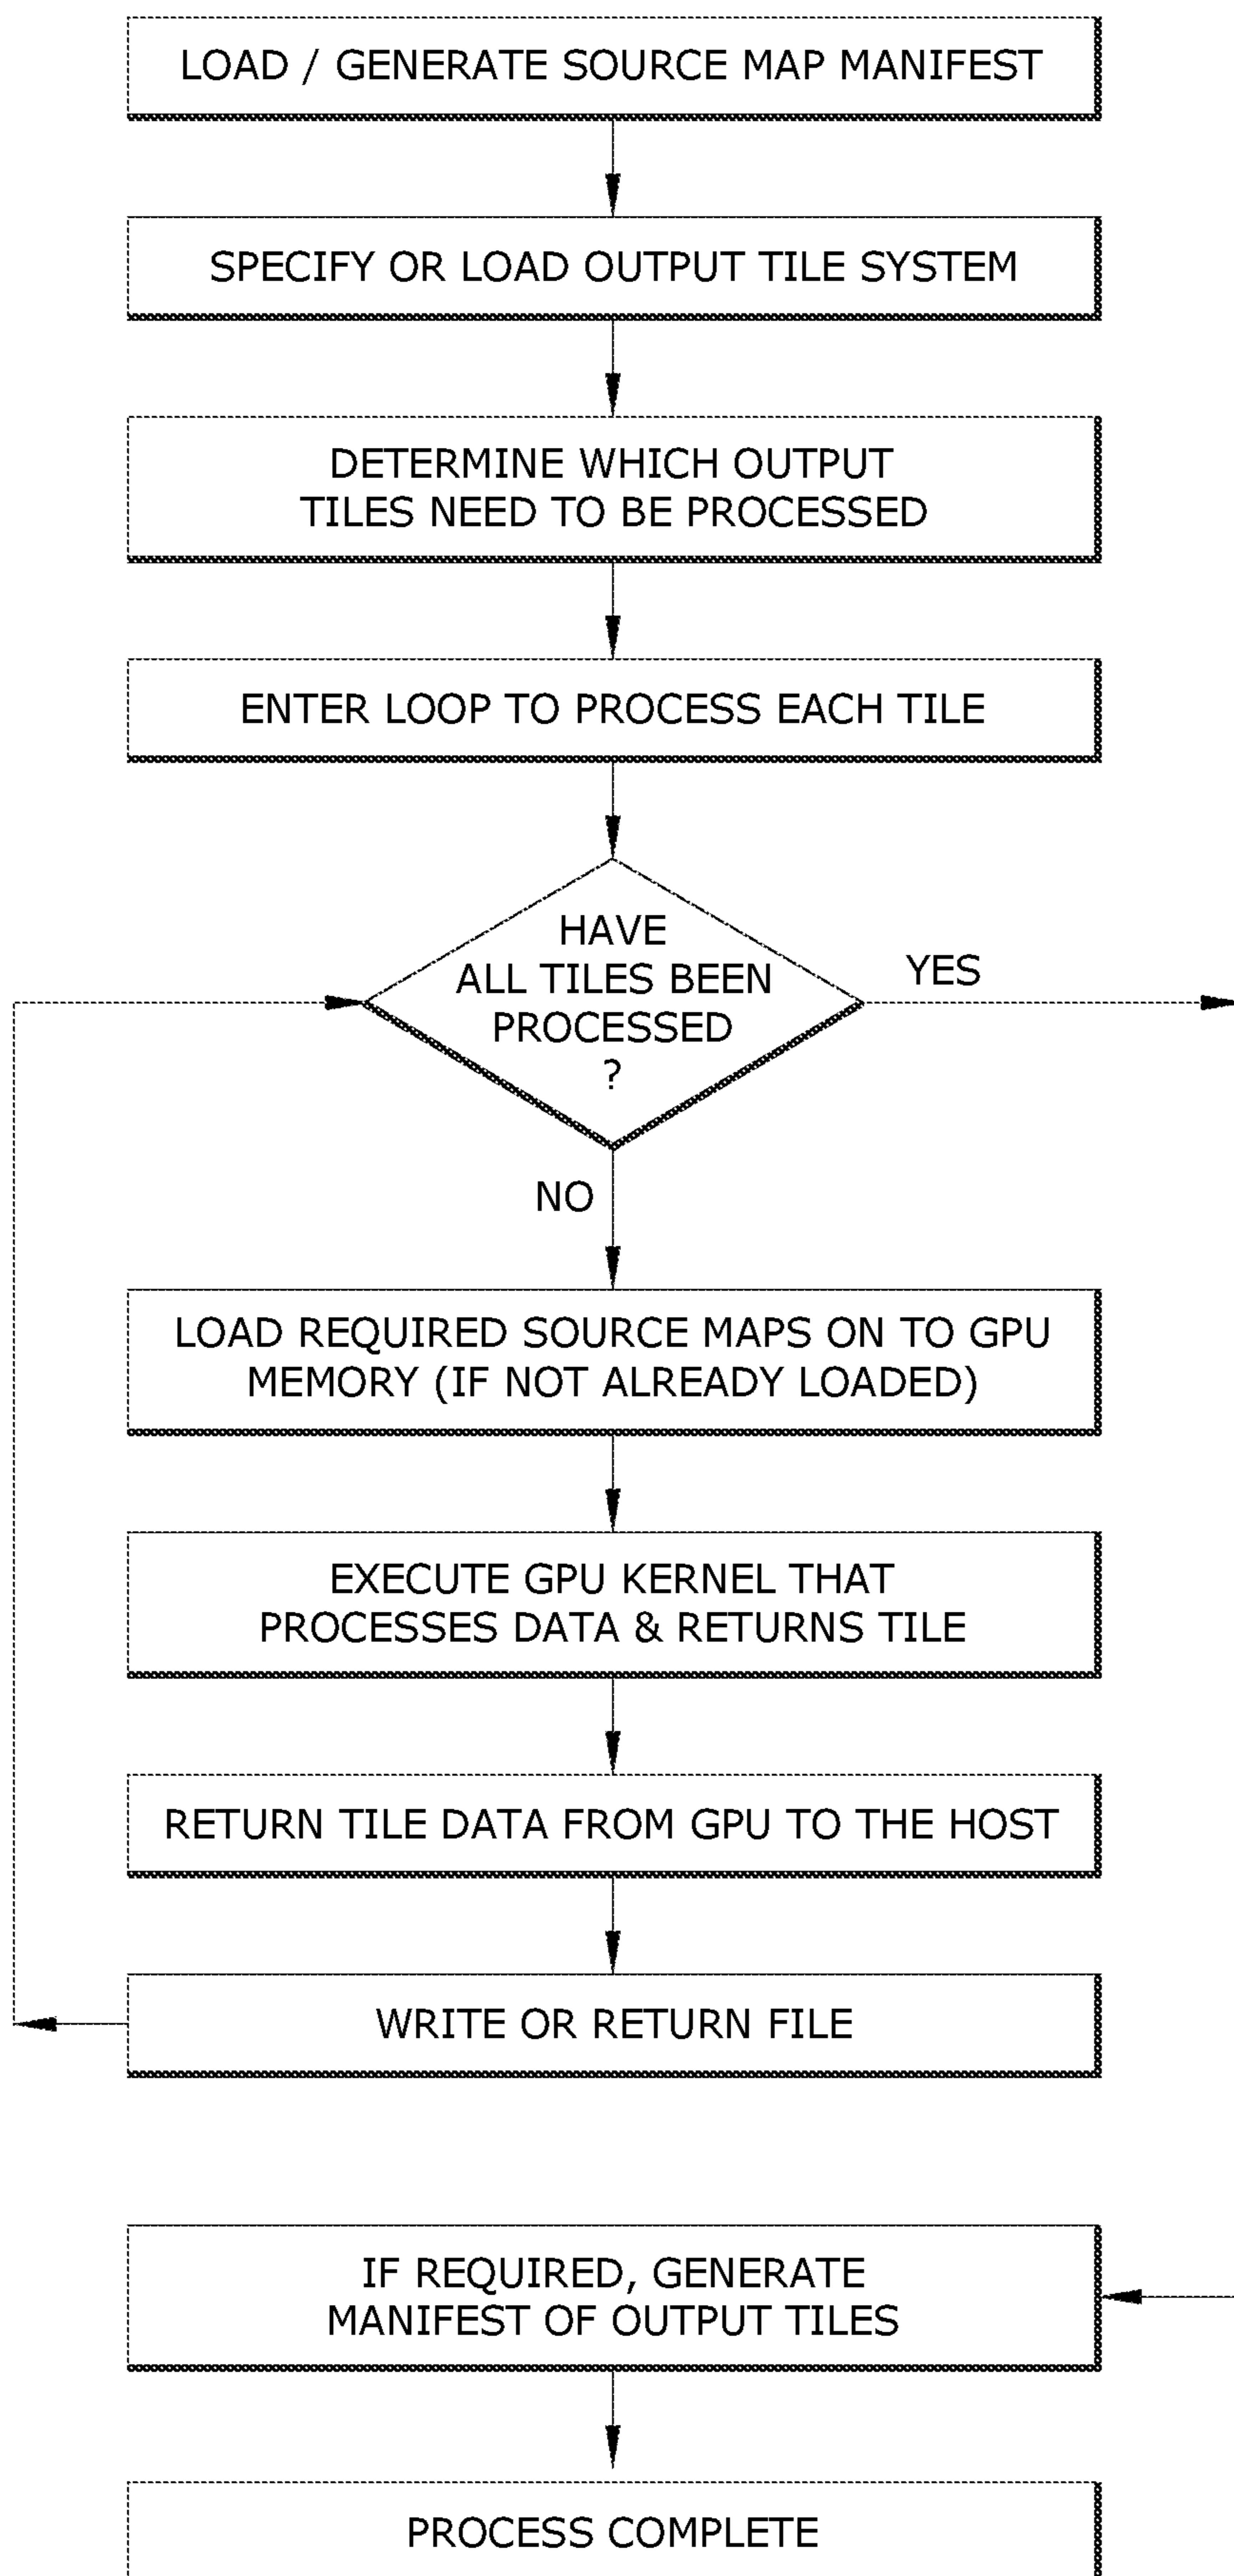 LOAD / GENERATE SOURCE MAP MANIFEST
SPECIFY OR LOAD OUTPUT TILE SYSTEM
DETERMINE WHICH OUTPUT
TILES NEED TO BE PROCESSED
ENTER LOOP TO PROCESS EACH TILE
HAVE
ALL TILES BEEN
PROCESSED
?
YES
NO
LOAD REQUIRED SOURCE MAPS ON TO GPU
MEMORY (IF NOT ALREADY LOADED)
EXECUTE GPU KERNEL THAT
PROCESSES DATA & RETURNS TILE
RETURN TILE DATA FROM GPU TO THE HOST
WRITE OR RETURN FILE
IF REQUIRED, GENERATE
MANIFEST OF OUTPUT TILES
PROCESS COMPLETE